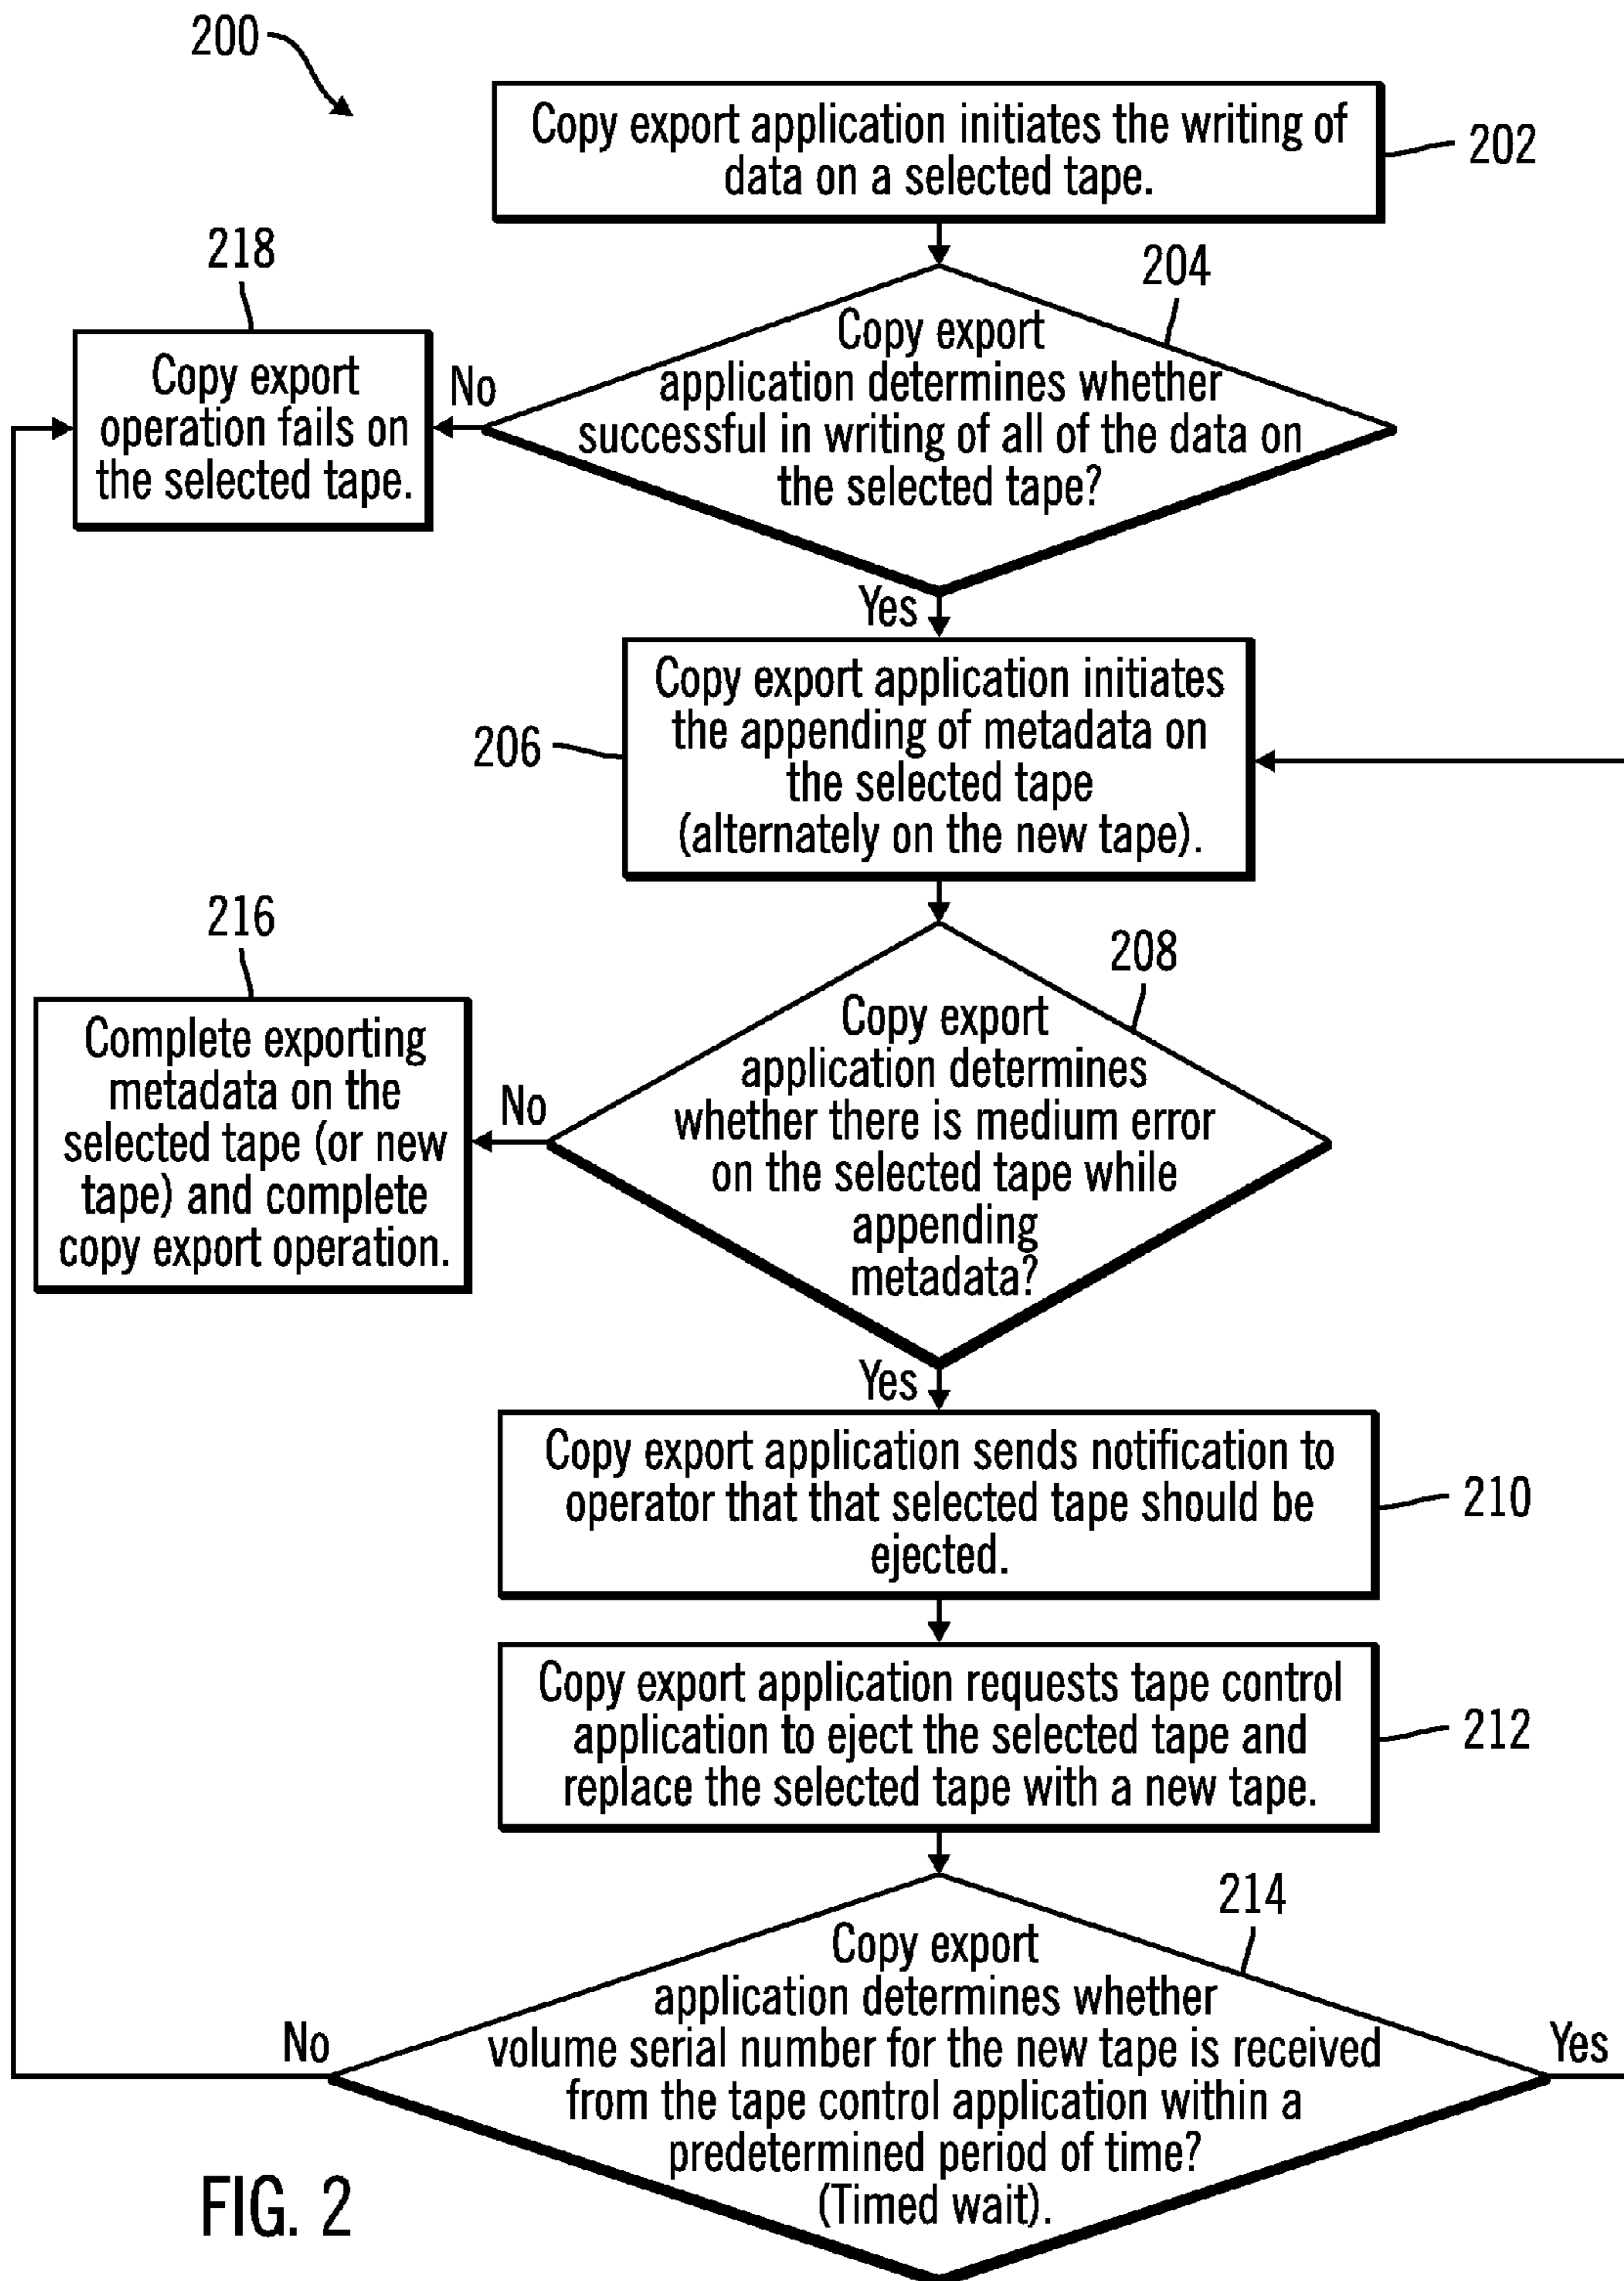 200
Copy export application initiates the writing of
data on a selected tape.
202
218
204
Copy export
operation fails on
the selected tape.
No
Copy export
application determines whether
successful in writing of all of the data on
the selected tape?
Yes
Copy export application initiates
the appending of metadata on
the selected tape
(alternately on the new tape).
206
216
208
Complete exporting
metadata on the
selected tape (or new
tape) and complete
copy export operation.
No
Copy export
application determines
whether there is medium error
on the selected tape while
appending
metadata?
Yes
Copy export application sends notification to
operator that that selected tape should be
ejected.
210
Copy export application requests tape control
application to eject the selected tape and
replace the selected tape with a new tape.
212
214
No
Copy export
application determines whether
volume serial number for the new tape is received
from the tape control application within a
predetermined period of time?
(Timed wait).
Yes
FIG. 2